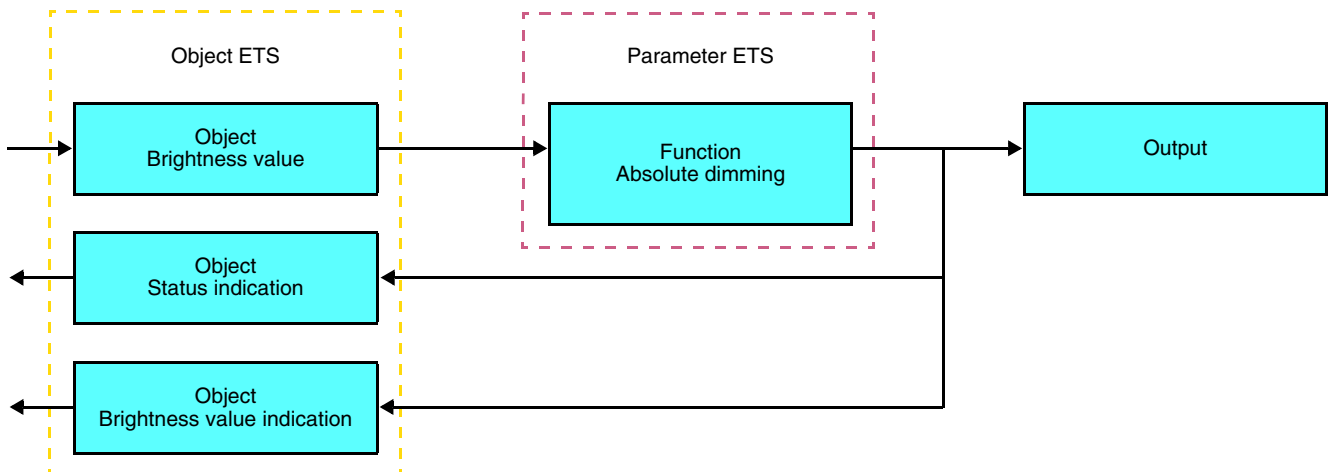 Object ETS
Parameter ETS
Object
Brightness value
Function
Absolute dimming
Output
Object
Status indication
Object
Brightness value indication